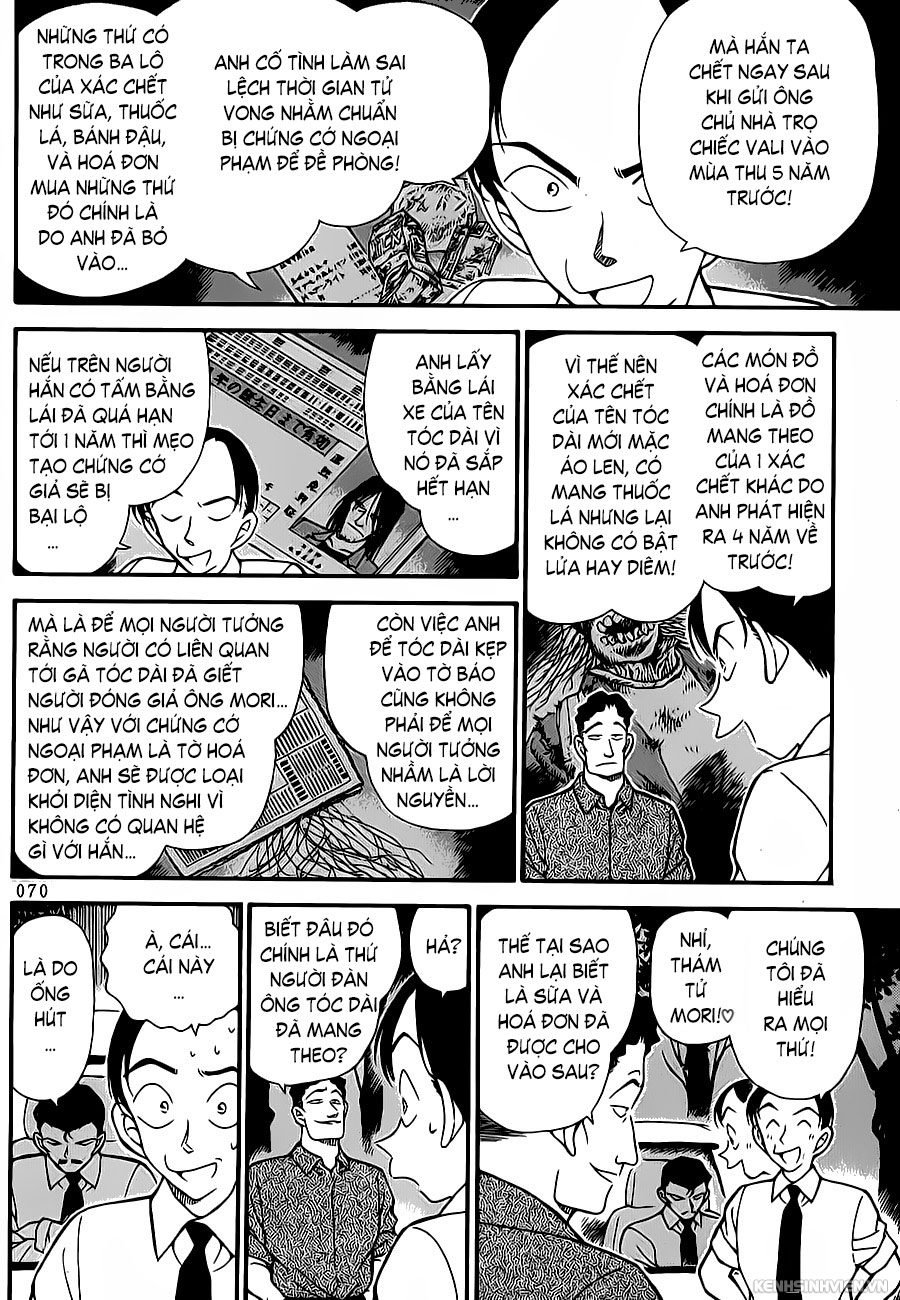 MÀ HẮN TA
CHẾT NGAY SAU
KHI GỬI ÔNG
CHỦ NHÀ TRỌ
CHIẾC VALI VÀO
MÙA THU 5 NĂM
TRƯỚC!
ANH CỐ TÌNH LÀM SAI
LỆCH THỜI GIAN TỬ
VONG NHẰM CHUẨN
BỊ CHỨNG CỚ NGOẠI
PHẠM ĐỂ ĐỀ PHÒNG!
NHỮNG THỨ CÓ
TRONG BA LÔ
CỦA XÁC CHẾT
NHƯ SỮA, THUỐC
LÁ, BÁNH ĐẬU,
VÀ HOÁ ĐƠN
MUA NHỮNG THỨ
ĐÓ CHÍNH LÀ
DO ANH ĐÃ BỎ
VÀO...
CÁC MÓN ĐỒ
VÀ HOÁ ĐƠN
CHÍNH LÀ ĐỒ
MANG THEO
CỦA 1 XÁC
CHẾT KHÁC DO
ANH PHÁT HIỆN
RA 4 NĂM VỀ
TRƯỚC!
VÌ THẾ NÊN
XÁC CHẾT
CỦA TÊN TÓC
DÀI MỚI MẶC
ÁO LEN, CÓ
MANG THUỐC
LÁ NHƯNG LẠI
KHÔNG CÓ BẬT
LỬA HAY DIÊM!
ANH LẤY
BẰNG LÁI
XE CỦA TÊN
TÓC DÀI VÌ
NÓ ĐÃ SẮP
HẾT HẠN
...
NẾU TRÊN NGƯỜI
HẮN CÓ TẤM BẰNG
LÁI ĐÃ QUÁ HẠN
TỚI 1 NĂM THÌ MẸO
TẠO CHỨNG CỚ
GIẢ SẼ BỊ
BẠI LỘ
...
年の誕生日まで有効
CÒN VIỆC ANH
ĐỂ TÓC DÀI KẸP
VÀO TỜ BÁO
CŨNG KHÔNG
PHẢI ĐỂ MỌI
NGƯỜI TƯỞNG
NHẦM LÀ LỜI
NGUYỀN...
MÀ LÀ ĐỂ MỌI NGƯỜI TƯỞNG
RẰNG NGƯỜI CÓ LIÊN QUAN
TỚI GÃ TÓC DÀI ĐÃ GIẾT
NGƯỜI ĐÓNG GIẢ ÔNG MORI...
NHƯ VẬY VỚI CHỨNG CỚ
NGOẠI PHẠM LÀ TỜ HOÁ
ĐƠN, ANH SẼ ĐƯỢC LOẠI
KHỎI DIỆN TÌNH NGHI VÌ
KHÔNG CÓ QUAN HỆ
GÌ VỚI HẮN...
070
CHÚNG
TÔI ĐÃ
HIỂU
RA MỌI
THỨ!
NHỈ,
THÁM
TỬ
MORI!♡
THẾ TẠI SAO
ANH LẠI BIẾT
LÀ SỮA VÀ
HOÁ ĐƠN ĐÃ
ĐƯỢC CHO
VÀO SAU?
HẢ?
BIẾT ĐÂU ĐÓ
CHÍNH LÀ THỨ
NGƯỜI ĐÀN
ÔNG TÓC DÀI
ĐÃ MANG
THEO?
À, CÁI...
CÁI NÀY
...
LÀ DO
ỐNG
HÚT
...
KENHSINHVIEN.VN